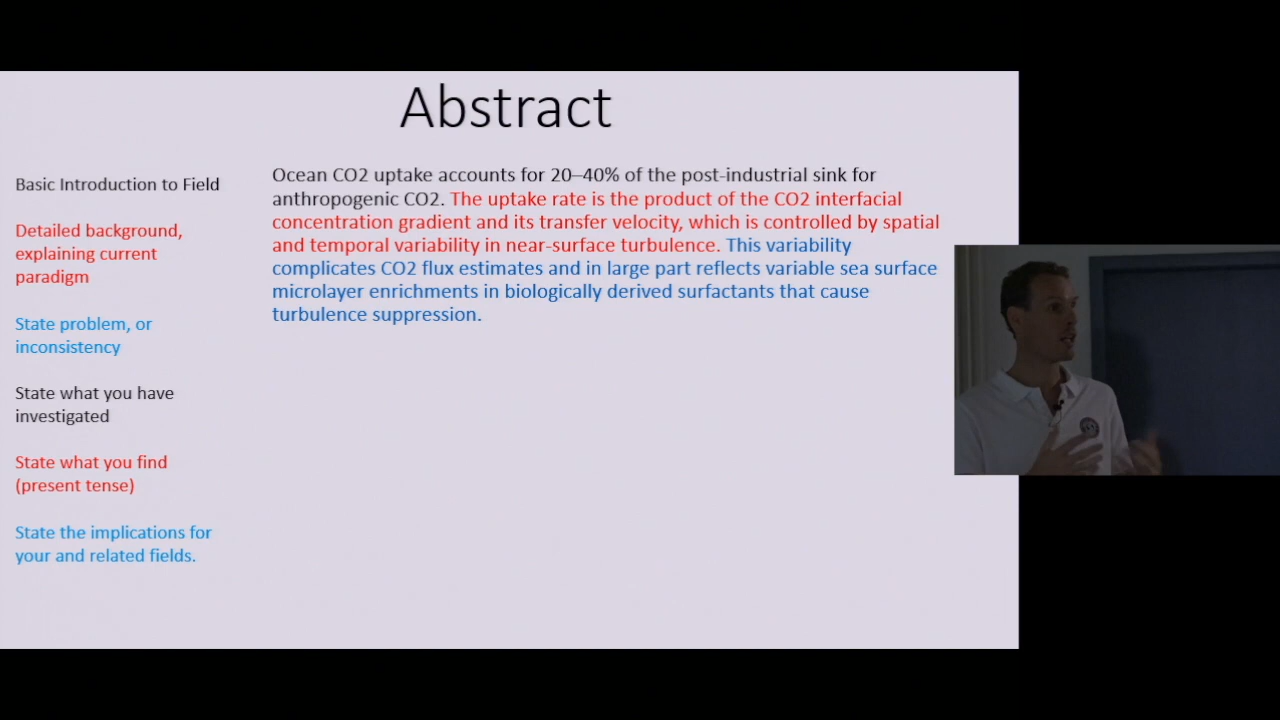 Abstract
Basic Introduction to Field
Detailed background,
explaining current
paradigm
State problem, or
inconsistency
State what you have
investigated
State what you find
(present tense)
State the implications for
your and related fields.
Ocean CO2 uptake accounts for 20–40% of the post-industrial sink for
anthropogenic CO2. The uptake rate is the product of the CO2 interfacial
concentration gradient and its transfer velocity, which is controlled by spatial
and temporal variability in near-surface turbulence. This variability
complicates CO2 flux estimates and in large part reflects variable sea surface
microlayer enrichments in biologically derived surfactants that cause
turbulence suppression.